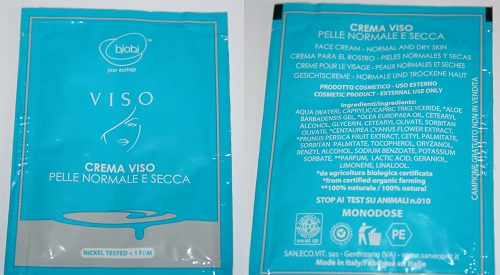 bjobj
your ecology
VISO
CREMA VISO
PELLE NORMALE E SECCA
NICKEL TESTED < 1 P/M
CREMA VISO
PELLE NORMALE E SECCA
FACE CREAM - NORMAL AND DRY SKIN
CREMA PARA EL ROSTRO - PIELES NORMALES Y SECAS
CREME POUR LE VISAGE - PEAUX NORMALES ET SECHES
GESICHTSCREME - NORMALE UND TROCKENE HAUT
PRODOTTO COSMETICO - USO ESTERNO
COSMETIC PRODUCT - EXTERNAL USE ONLY
Ingredienti/Ingredients:
AQUA (WATER), CAPRYLIC/CAPRIC TRIGLYCERIDE, *ALOE
BARBADENSIS GEL, *OLEA EUROPAEA OIL, CETEARYL
ALCOHOL, GLYCERIN, CETEARYL OLIVATE, SORBITAN
OLIVATE, *CENTAUREA CYANUS FLOWER EXTRACT,
*PRUNUS PERSICA FRUIT EXTRACT, CETYL PALMITATE,
SORBITAN PALMITATE, TOCOPHEROL, ORYZANOL,
BENZYL ALCOHOL, SODIUM BENZOATE, POTASSIUM
SORBATE, **PARFUM, LACTIC ACID, GERANIOL,
LIMONENE, LINALOOL.
*da agricoltura biologica certificata
*from certified organic farming
**100% naturale / 100% natural
STOP AI TEST SU ANIMALI n.010
MONODOSE
PE
SAN.ECO.VIT. sas - Gerenzano (VA) - www.sanecovit.it
Made in Italy/Fabriqué en Italie
CAMPIONE GRATUITO NON IN VENDITA